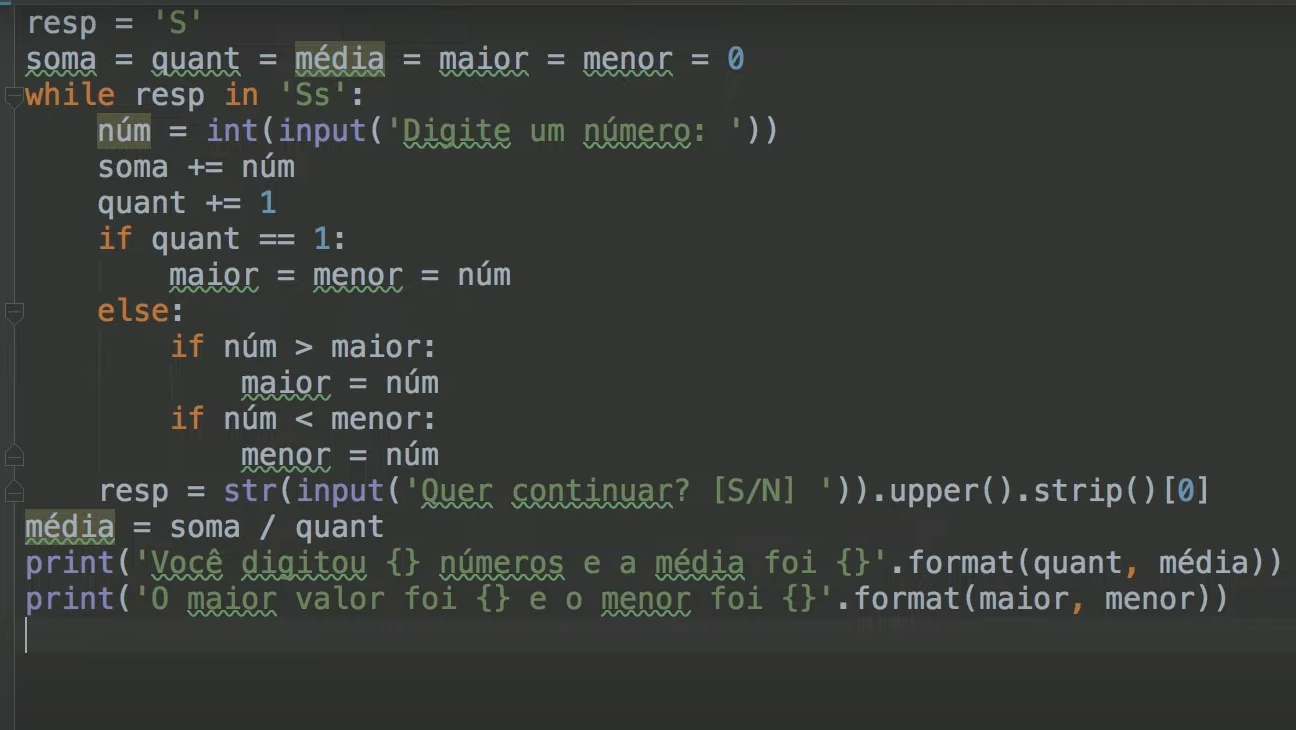 resp = 'S'
soma = quant = média = maior = menor = 0
while resp in 'Ss':
    núm = int(input('Digite um número: '))
    soma += núm
    quant += 1
    if quant == 1:
        maior = menor = núm
    else:
        if núm > maior:
            maior = núm
        if núm < menor:
            menor = núm
    resp = str(input('Quer continuar? [S/N] ')).upper().strip()[0]
média = soma / quant
print('Você digitou {} números e a média foi {}'.format(quant, média))
print('O maior valor foi {} e o menor foi {}'.format(maior, menor))